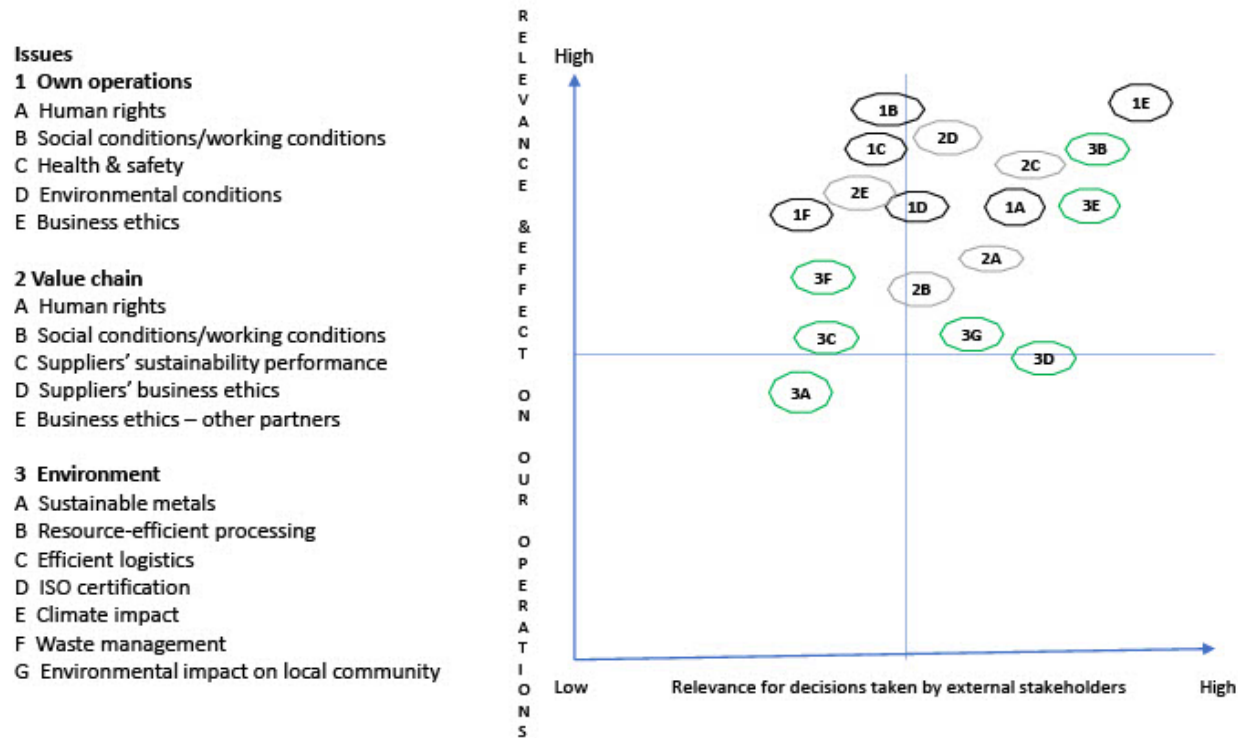 Issues
1 Own operations
A Human rights
B Social conditions/working conditions
C Health & safety
D Environmental conditions
E Business ethics
2 Value chain
A Human rights
B Social conditions/working conditions
C Suppliers’ sustainability performance
D Suppliers’ business ethics
E Business ethics – other partners
3 Environment
A Sustainable metals
B Resource-efficient processing
C Efficient logistics
D ISO certification
E Climate impact
F Waste management
G Environmental impact on local community
RELEVANCE &EFFECT ON OUR OPERATIONS
High
1E
1B
2D
1C
3B
2C
2E
1F
1D
1A
3E
2A
3F
2B
3C
3G
3D
3A
Low
Relevance for decisions taken by external stakeholders
High